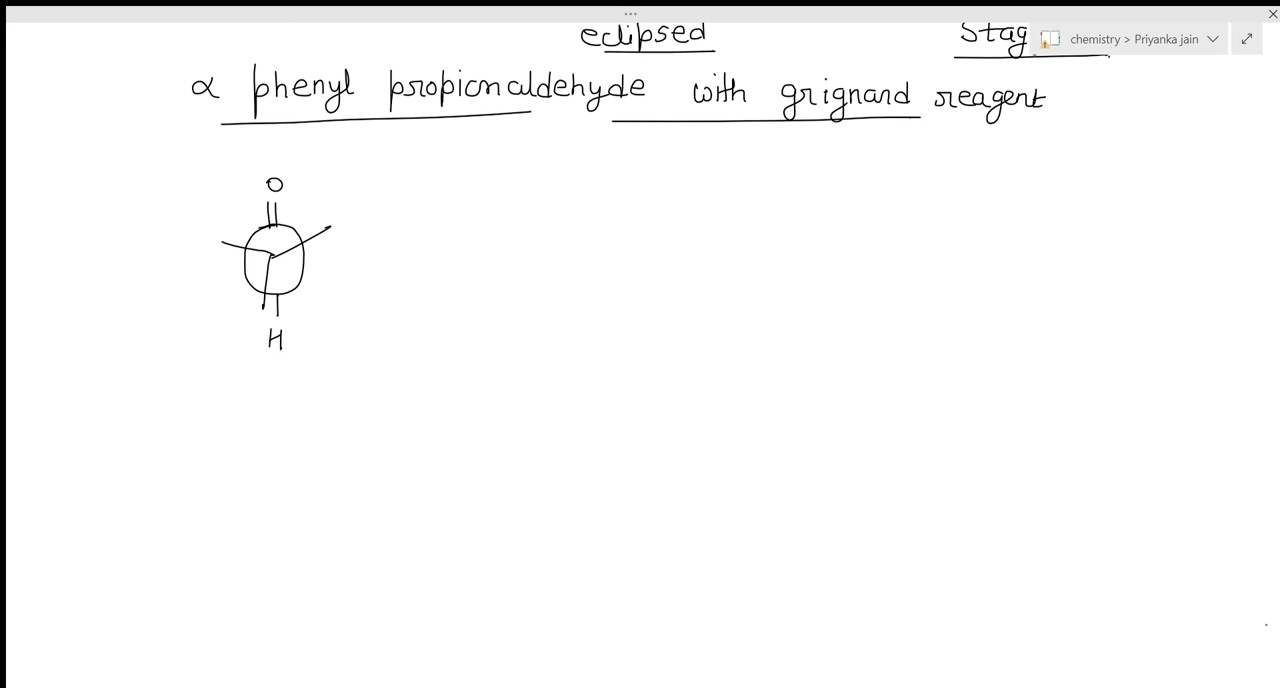 eclipsed Stag
chemistry > Priyanka jain
α phenyl propionaldehyde with grignard reagent
O
H